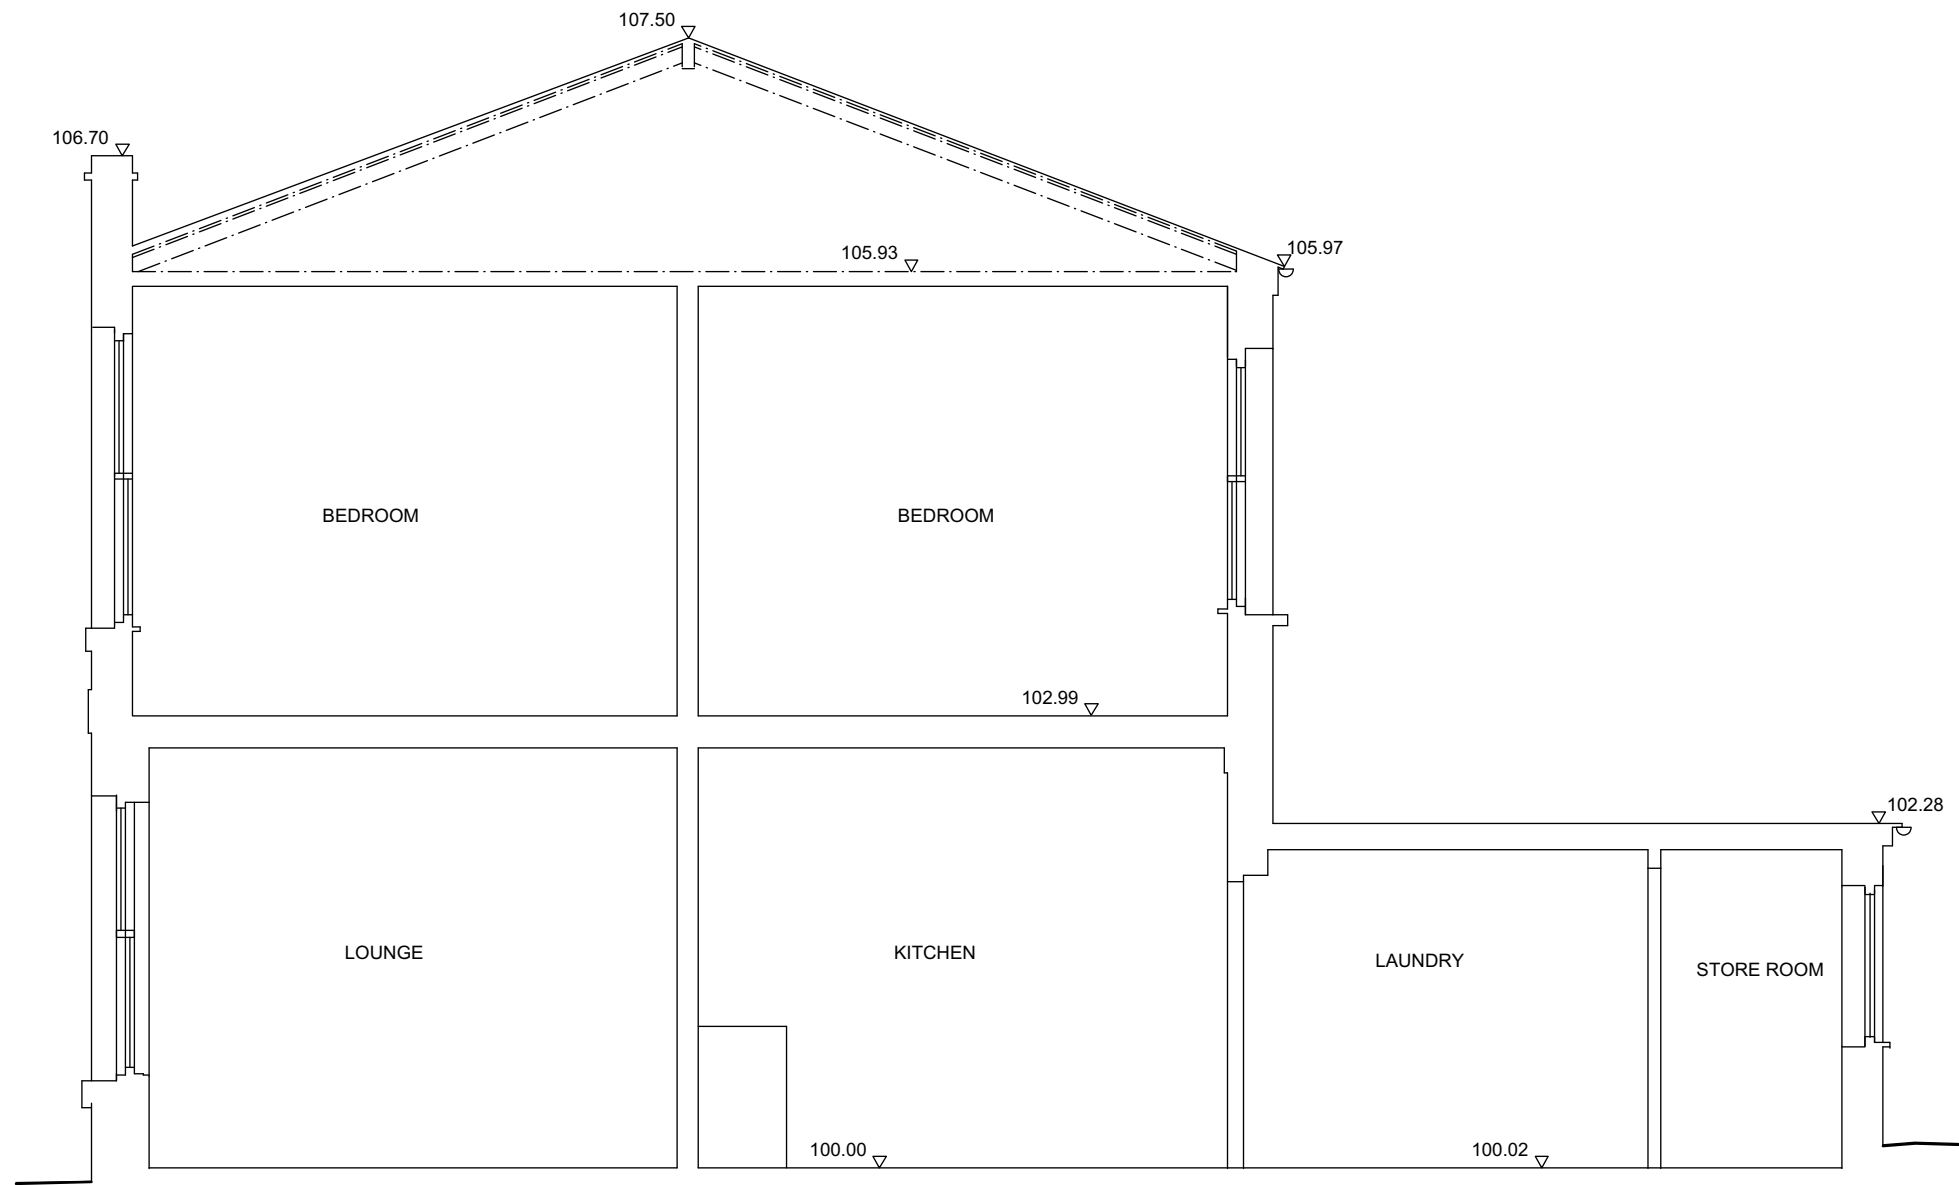 107.50
106.70
105.93
105.97
BEDROOM
BEDROOM
102.99
102.28
LOUNGE
KITCHEN
LAUNDRY
STORE ROOM
100.00
100.02